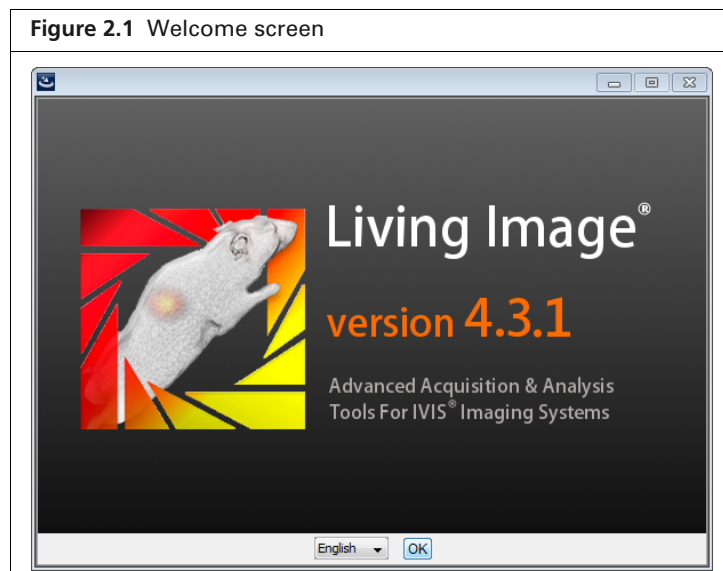 Figure 2.1 Welcome screen
Living Image®
version 4.3.1
Advanced Acquisition & Analysis
Tools For IVIS® Imaging Systems
English
OK